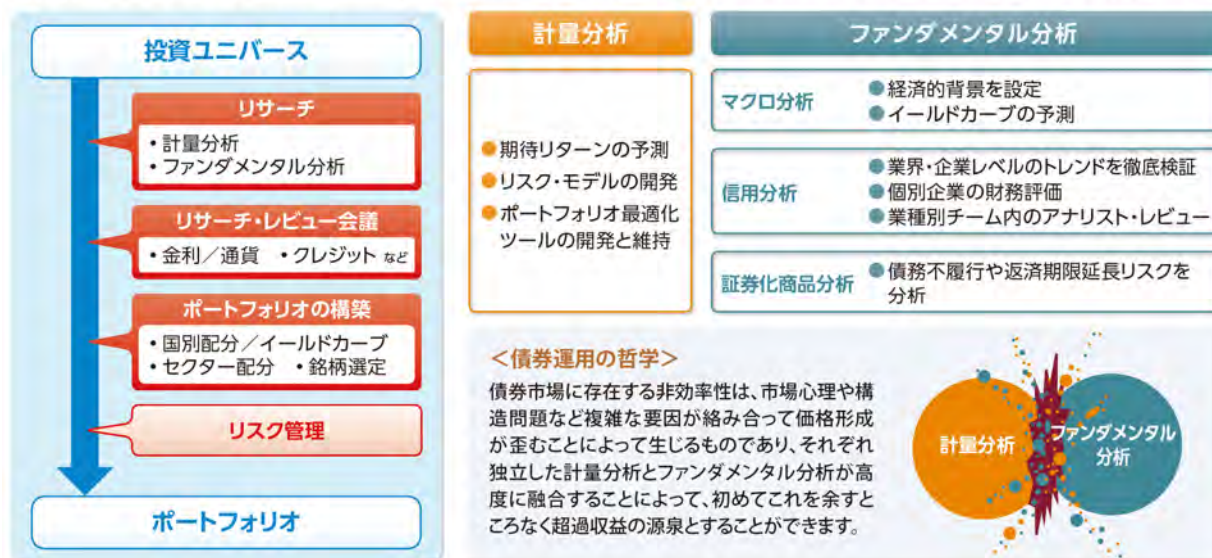 投資ユニバース
リサーチ
・計量分析
・ファンダメンタル分析
リサーチ・レビュー会議
・金利／通貨 ・クレジット など
ポートフォリオの構築
・国別配分／イールドカーブ
・セクター配分 ・銘柄選定
リスク管理
ポートフォリオ
計量分析
●期待リターンの予測
●リスク・モデルの開発
●ポートフォリオ最適化
ツールの開発と維持
ファンダメンタル分析
マクロ分析
●経済的背景を設定
●イールドカーブの予測
信用分析
●業界・企業レベルのトレンドを徹底検証
●個別企業の財務評価
●業種別チーム内のアナリスト・レビュー
証券化商品分析
●債務不履行や返済期限延長リスクを
分析
＜債券運用の哲学＞
債券市場に存在する非効率性は、市場心理や構
造問題など複雑な要因が絡み合って価格形成
が歪むことによって生じるものであり、それぞれ
独立した計量分析とファンダメンタル分析が高
度に融合することによって、初めてこれを余すと
ころなく超過収益の源泉とすることができます。
計量分析
ファンダメンタル
分析